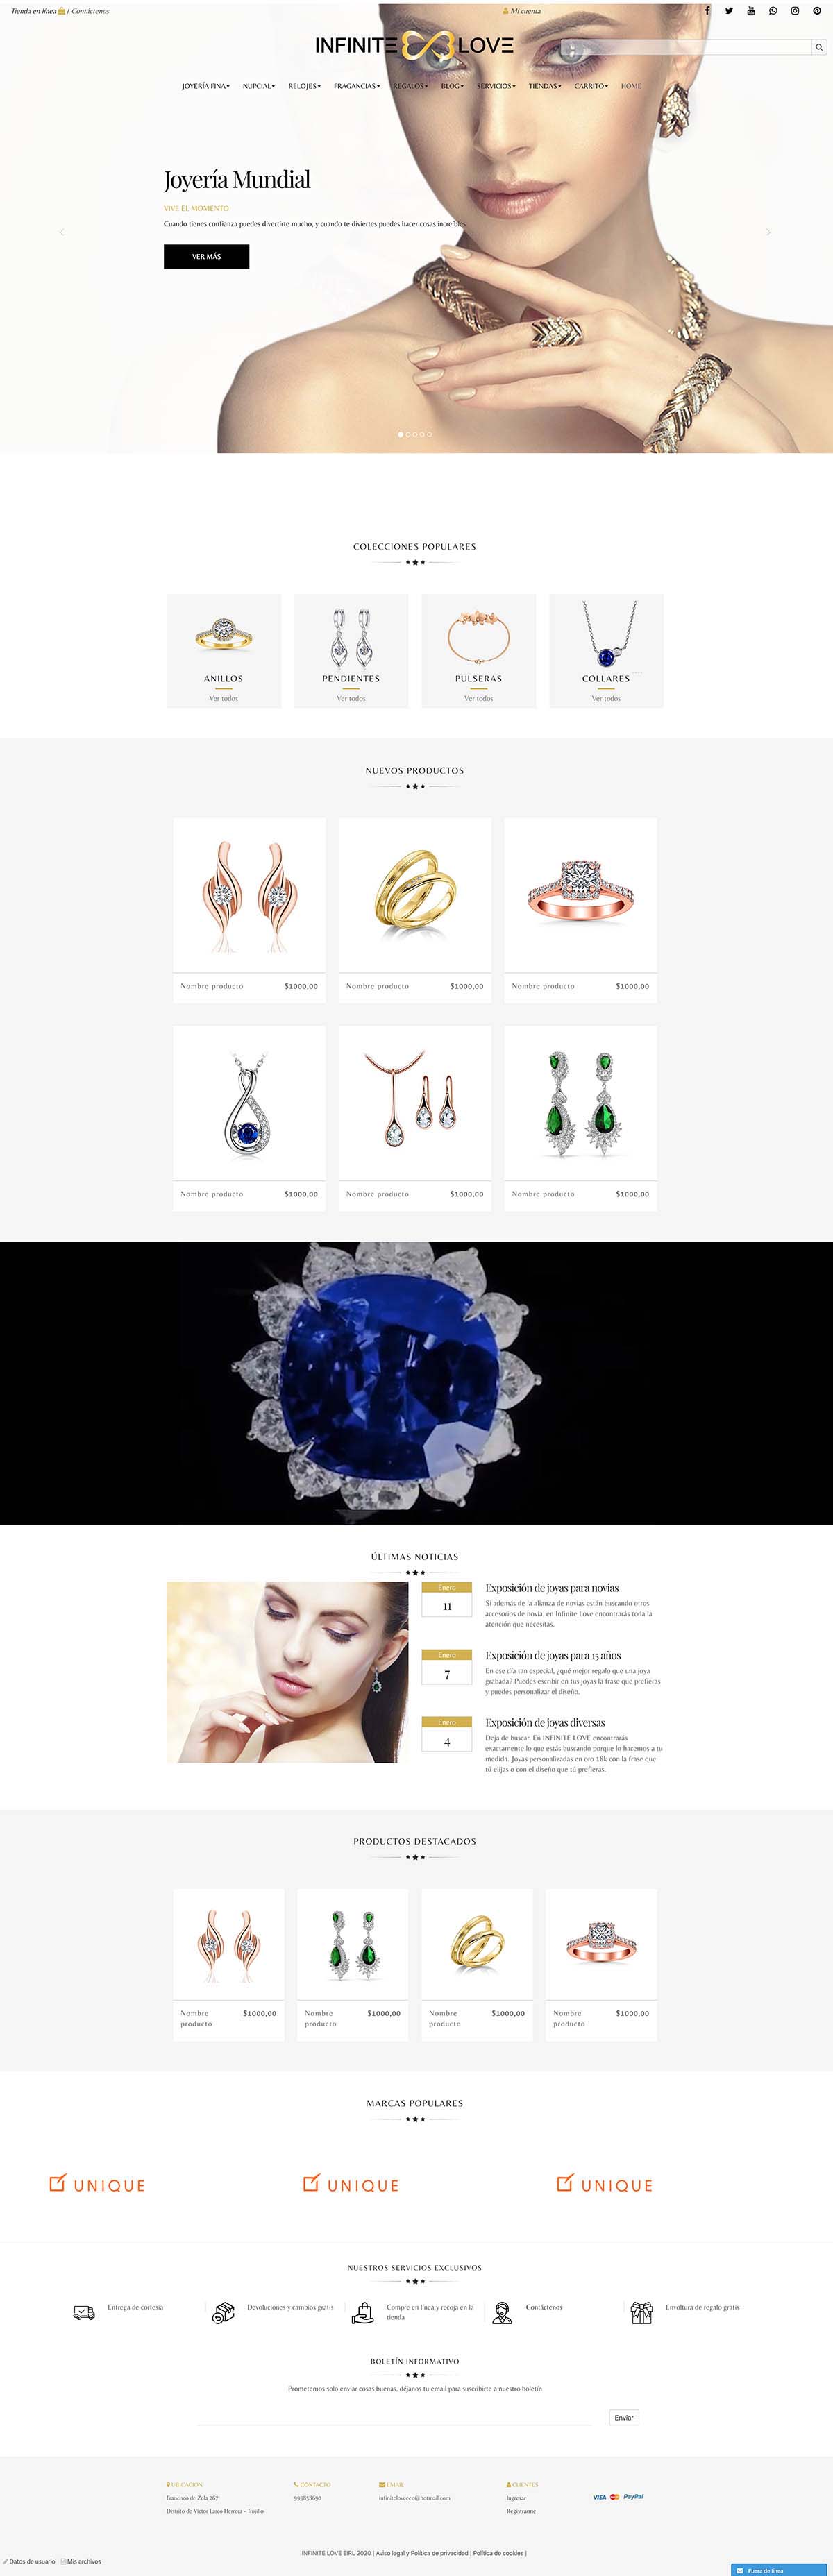 Tienda en línea / Contáctenos
Mi cuenta
INFINITE LOVE
JOYERÍA FINA NUPCIAL RELOJES FRAGANCIAS REGALOS BLOG SERVICIOS TIENDAS CARRITO HOME
Joyería Mundial
VIVE EL MOMENTO
Cuando tienes confianza puedes divertirte mucho, y cuando te diviertes puedes hacer cosas increíbles
VER MÁS
COLECCIONES POPULARES
ANILLOS PENDIENTES PULSERAS COLLARES
Ver todos Ver todos Ver todos Ver todos
NUEVOS PRODUCTOS
Nombre producto $1000,00 Nombre producto $1000,00 Nombre producto $1000,00
Nombre producto $1000,00 Nombre producto $1000,00 Nombre producto $1000,00
ÚLTIMAS NOTICIAS
Enero
11
Exposición de joyas para novias
Si además de la alianza de novias están buscando otros
accesorios de novia, en Infinite Love encontrarás toda la
atención que necesitas.
Enero
7
Exposición de joyas para 15 años
En ese día tan especial, ¿qué mejor regalo que una joya
grabada? Puedes escribir en tus joyas la frase que prefieras
y puedes personalizar el diseño.
Enero
4
Exposición de joyas diversas
Deja de buscar. En INFINITE LOVE encontrarás
exactamente lo que estás buscando porque lo hacemos a tu
medida. Joyas personalizadas en oro 18k con la frase que
tú elijas o con el diseño que tú prefieras.
PRODUCTOS DESTACADOS
Nombre $1000,00 Nombre $1000,00 Nombre $1000,00 Nombre $1000,00
producto producto producto producto
MARCAS POPULARES
UNIQUE UNIQUE UNIQUE
NUESTROS SERVICIOS EXCLUSIVOS
Entrega de cortesía
Devoluciones y cambios gratis
Compre en línea y recoja en la
tienda
Contáctenos
Envoltura de regalo gratis
BOLETÍN INFORMATIVO
Prometemos solo enviar cosas buenas, déjanos tu email para suscribirte a nuestro boletín
Enviar
UBICACIÓN CONTACTO EMAIL CLIENTES
Francisco de Zela 267 995858690 infiniteloveeee@hotmail.com Ingresar VISA PayPal
Distrito de Víctor Larco Herrera - Trujillo Registrarme
INFINITE LOVE EIRL 2020 | Aviso legal y Política de privacidad | Política de cookies |
Datos de usuario Mis archivos
Fuera de línea